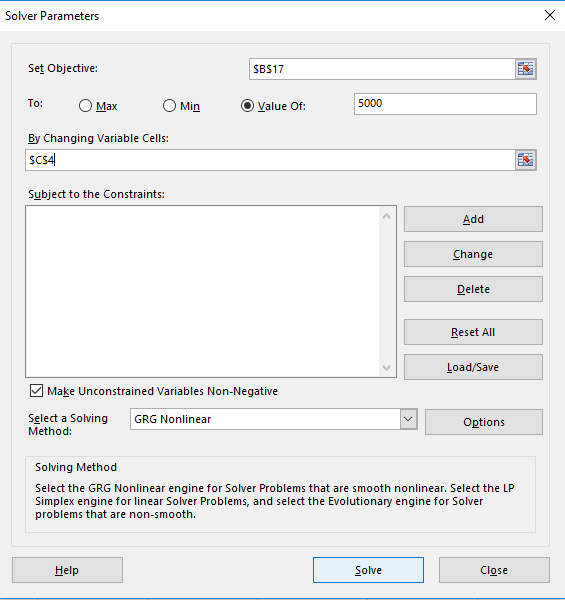 Solver Parameters
Set Objective: $B$17
To: Max Min Value Of: 5000
By Changing Variable Cells:
$C$4
Subject to the Constraints:
Add
Change
Delete
Reset All
Load/Save
Make Unconstrained Variables Non-Negative
Select a Solving
Method:
GRG Nonlinear
Options
Solving Method
Select the GRG Nonlinear engine for Solver Problems that are smooth nonlinear. Select the LP
Simplex engine for linear Solver Problems, and select the Evolutionary engine for Solver
problems that are non-smooth.
Help Solve Close